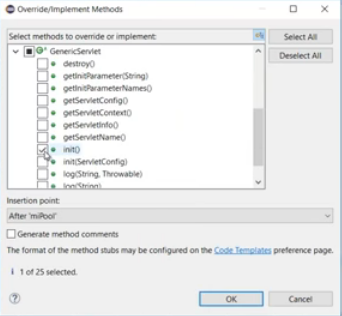 Override/Implement Methods
Select methods to override or implement:
Select All
Deselect All
GenericServlet
destroy()
getInitParameter(String)
getInitParameterNames()
getServletConfig()
getServletContext()
getServletInfo()
getServletName()
init()
init(ServletConfig)
log(String, Throwable)
log(String)
Insertion point:
After 'miPool'
Generate method comments
The format of the method stubs may be configured on the Code Templates preference page.
1 of 25 selected.
OK
Cancel